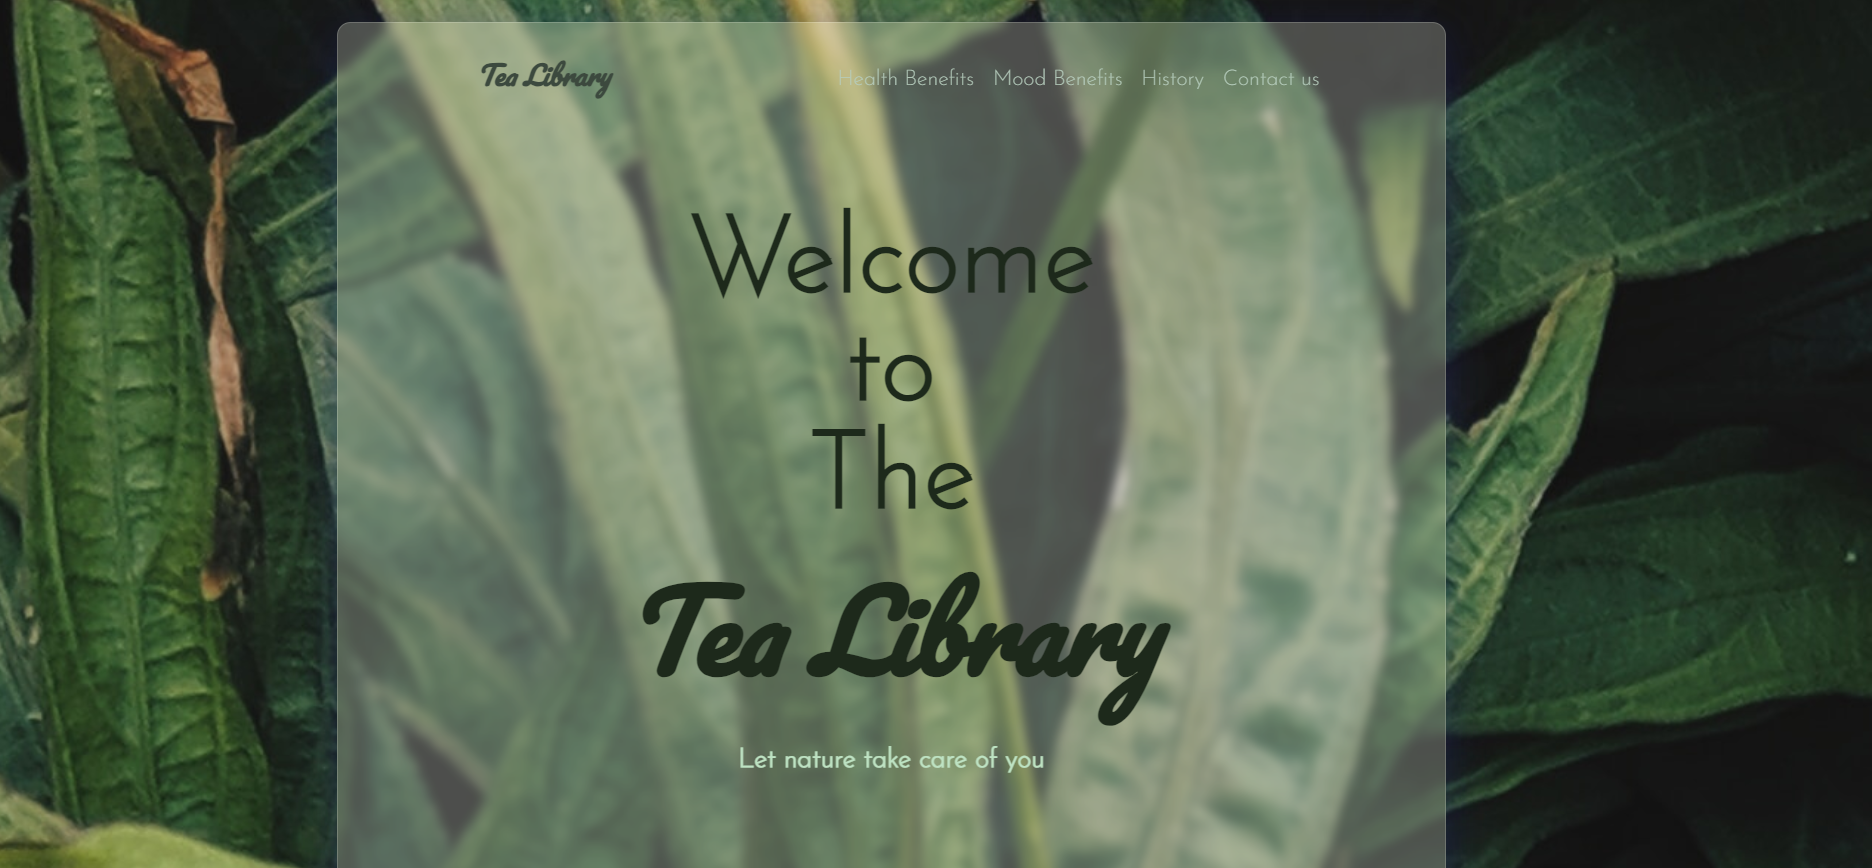 Tea Library
Health Benefits Mood Benefits History Contact us
Welcome
to
The
Tea Library
Let nature take care of you